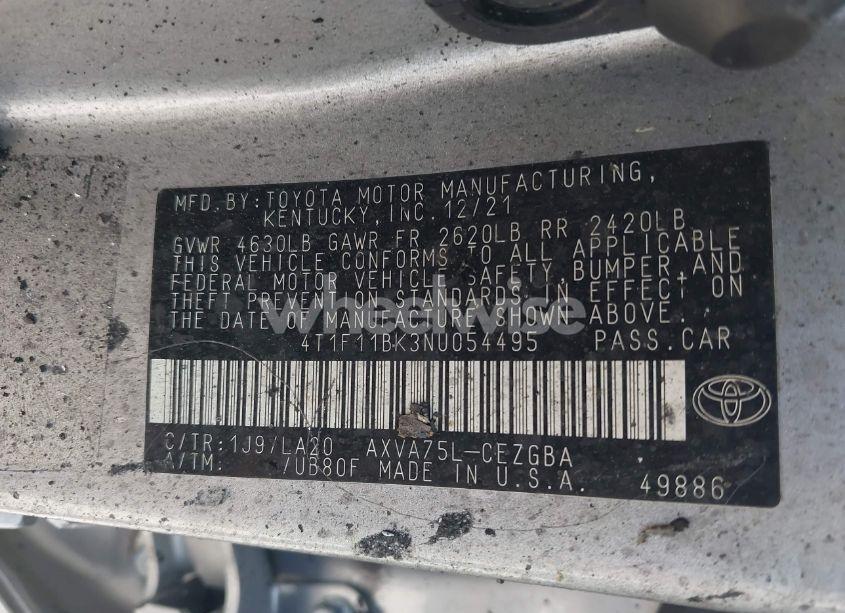 MFD. BY: TOYOTA MOTOR MANUFACTURING,
KENTUCKY, INC. 12/21
GVWR 4630LB GAWR FR 2620LB RR 2420LB
THIS VEHICLE CONFORMS TO ALL APPLICABLE
FEDERAL MOTOR VEHICLE SAFETY, BUMPER, AND
THEFT PREVENTION STANDARDS IN EFFECT ON
THE DATE OF MANUFACTURE SHOWN ABOVE.
wheelwise
4T1F11BK3NU054495 PASS.CAR
C/TR:1J9/LA20 AXVA75L-CEZGBA
A/TM: /UB80F MADE IN U.S.A. 49886